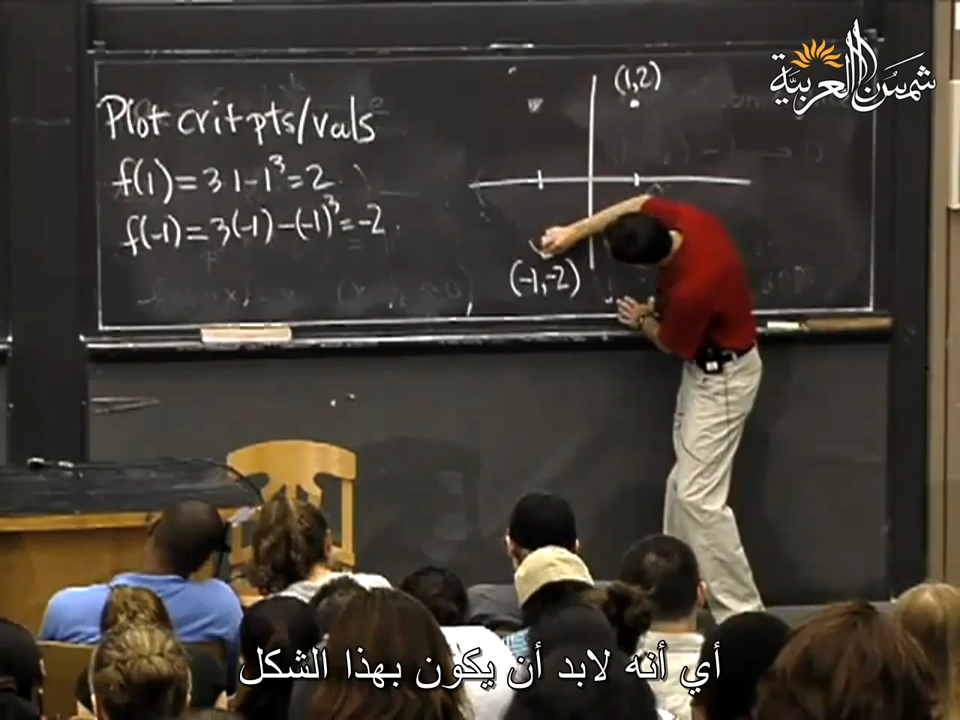 شمس العربية
Plot crit pts/vals
f(1) = 3·1 - 1³ = 2
f(-1) = 3(-1) - (-1)³ = -2
(1,2)
(-1,-2)
أي أنه لابد أن يكون بهذا الشكل